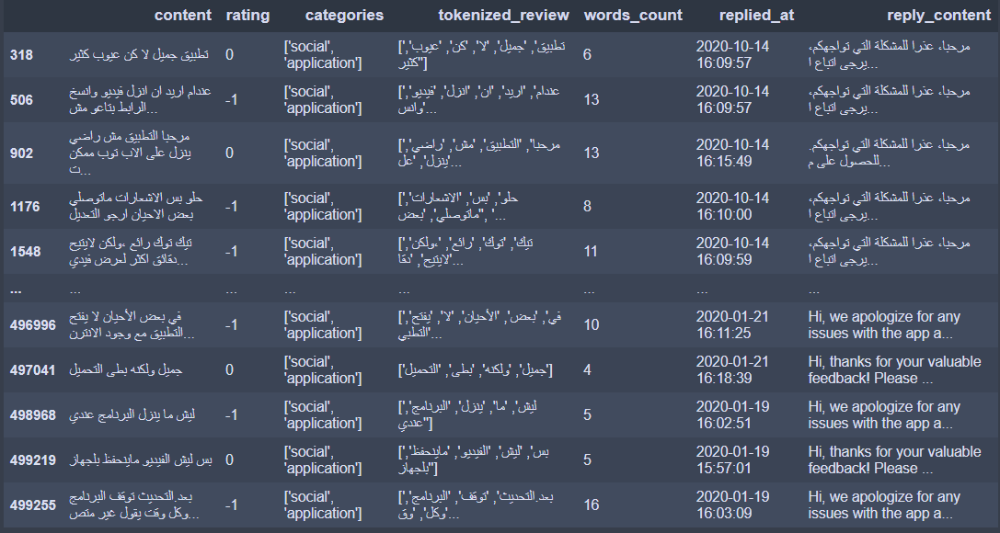 content rating categories tokenized_review words_count replied_at reply_content
318 تطبيق جميل لا كن عيوب كثير 0 ['social', 'application'] ['تطبيق', 'جميل', 'لا', 'كن', 'عيوب', 'كثير'] 6 2020-10-14 16:09:57 مرحبا، عذرا للمشكلة التي تواجهكم، يرجى اتباع ا...
506 عندام اريد ان انزل فيديو وانسخ الرابط بتاعو مش... -1 ['social', 'application'] ['عندام', 'اريد', 'ان', 'انزل', 'فيديو', 'وانس... 13 2020-10-14 16:09:57 مرحبا، عذرا للمشكلة التي تواجهكم، يرجى اتباع ا...
902 مرحبا التطبيق مش راضي ينزل على الاب توب ممكن ت... 0 ['social', 'application'] ['مرحبا', 'التطبيق', 'مش', 'راضي', 'ينزل', 'عل... 13 2020-10-14 16:15:49 مرحبا، عذرا للمشكلة التي تواجهكم. للحصول على م...
1176 حلو بس الاشعارات ماتوصلي بعض الاحيان ارجو التعديل -1 ['social', 'application'] ['حلو', 'بس', 'الاشعارات', 'ماتوصلي', 'بعض', '... 8 2020-10-14 16:10:00 مرحبا، عذرا للمشكلة التي تواجهكم، يرجى اتباع ا...
1548 تيك توك رائع ،ولكن لايتيح دقائق اكثر لعرض فيدي... -1 ['social', 'application'] ['تيك', 'توك', 'رائع', '،ولكن', 'لايتيح', 'دقا... 11 2020-10-14 16:09:59 مرحبا، عذرا للمشكلة التي تواجهكم، يرجى اتباع ا...
... ... ... ... ... ... ... ...
496996 في بعض الأحيان لا يفتح التطبيق مع وجود الانترن... -1 ['social', 'application'] ['في', 'بعض', 'الأحيان', 'لا', 'يفتح', 'التطبي... 10 2020-01-21 16:11:25 Hi, we apologize for any issues with the app a...
497041 جميل ولكنه بطى التحميل 0 ['social', 'application'] ['جميل', 'ولكنه', 'بطى', 'التحميل'] 4 2020-01-21 16:18:39 Hi, thanks for your valuable feedback! Please ...
498968 ليش ما ينزل البرنامج عندي -1 ['social', 'application'] ['ليش', 'ما', 'ينزل', 'البرنامج', 'عندي'] 5 2020-01-19 16:02:51 Hi, we apologize for any issues with the app a...
499219 بس ليش الفيديو ماينحفظ بلجهاز 0 ['social', 'application'] ['بس', 'ليش', 'الفيديو', 'ماينحفظ', 'بلجهاز'] 5 2020-01-19 15:57:01 Hi, thanks for your valuable feedback! Please ...
499255 بعد.التحديث توقف البرنامج وكل وقت يقول غير متص... -1 ['social', 'application'] ['بعد.التحديث', 'توقف', 'البرنامج', 'وكل', 'وق... 16 2020-01-19 16:03:09 Hi, we apologize for any issues with the app a...